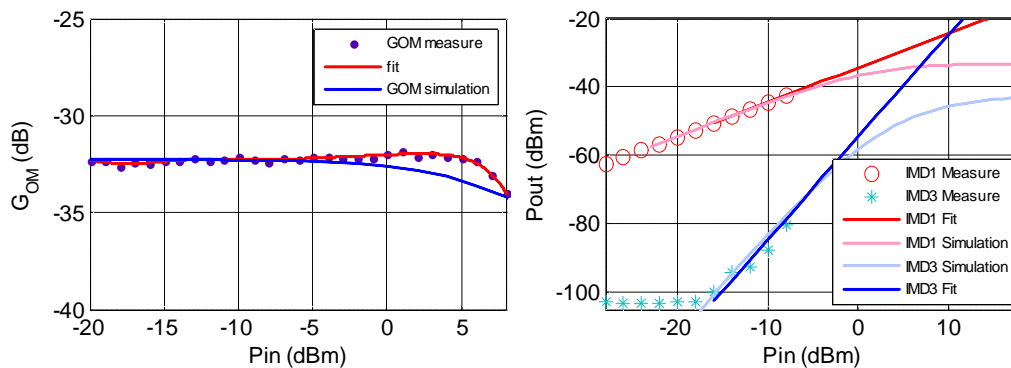 -25
-30
-35
-40
G_OM (dB)
-20
-15
-10
-5
0
5
Pin (dBm)
GOM measure
fit
GOM simulation
-20
-40
-60
-80
-100
Pout (dBm)
-20
-10
0
10
Pin (dBm)
IMD1 Measure
IMD3 Measure
IMD1 Fit
IMD1 Simulation
IMD3 Simulation
IMD3 Fit